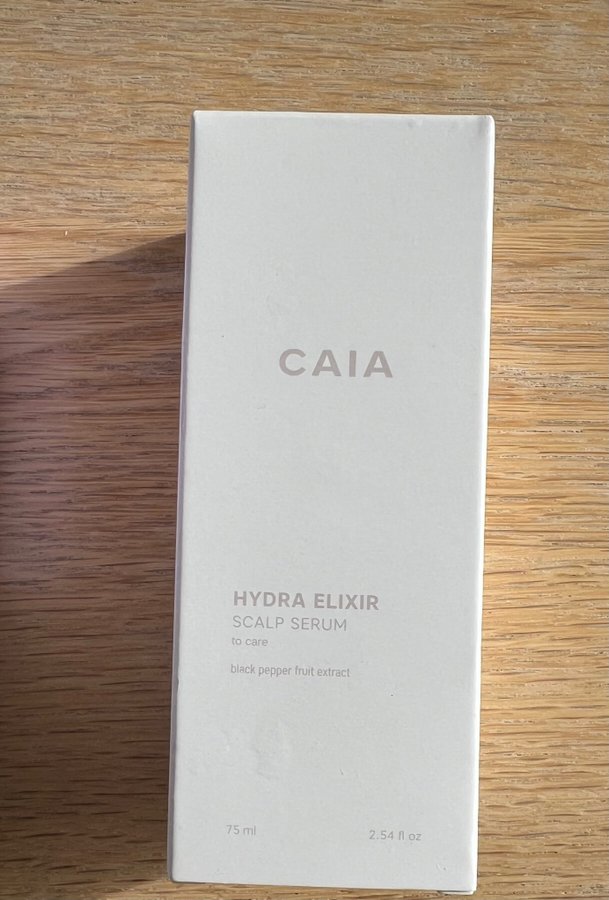 CAIA
HYDRA ELIXIR
SCALP SERUM
to care
black pepper fruit extract
75 ml 2.54 fl oz